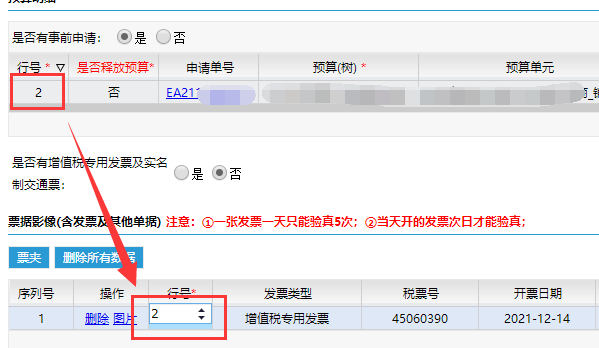 是否有事前申请： 是 否
行号 * ▽ 是否释放预算* 申请单号 预算(树) * 预算单元
2 否 EA211
是否有增值税专用发票及实名 是 否
制交通票：
票据影像(含发票及其他单据) 注意：①一张发票一天只能验真5次；②当天开的发票次日才能验真；
票夹 删除所有数据
序列号 操作 行号* 发票类型 税票号 开票日期
1 删除 图片 2 增值税专用发票 45060390 2021-12-14